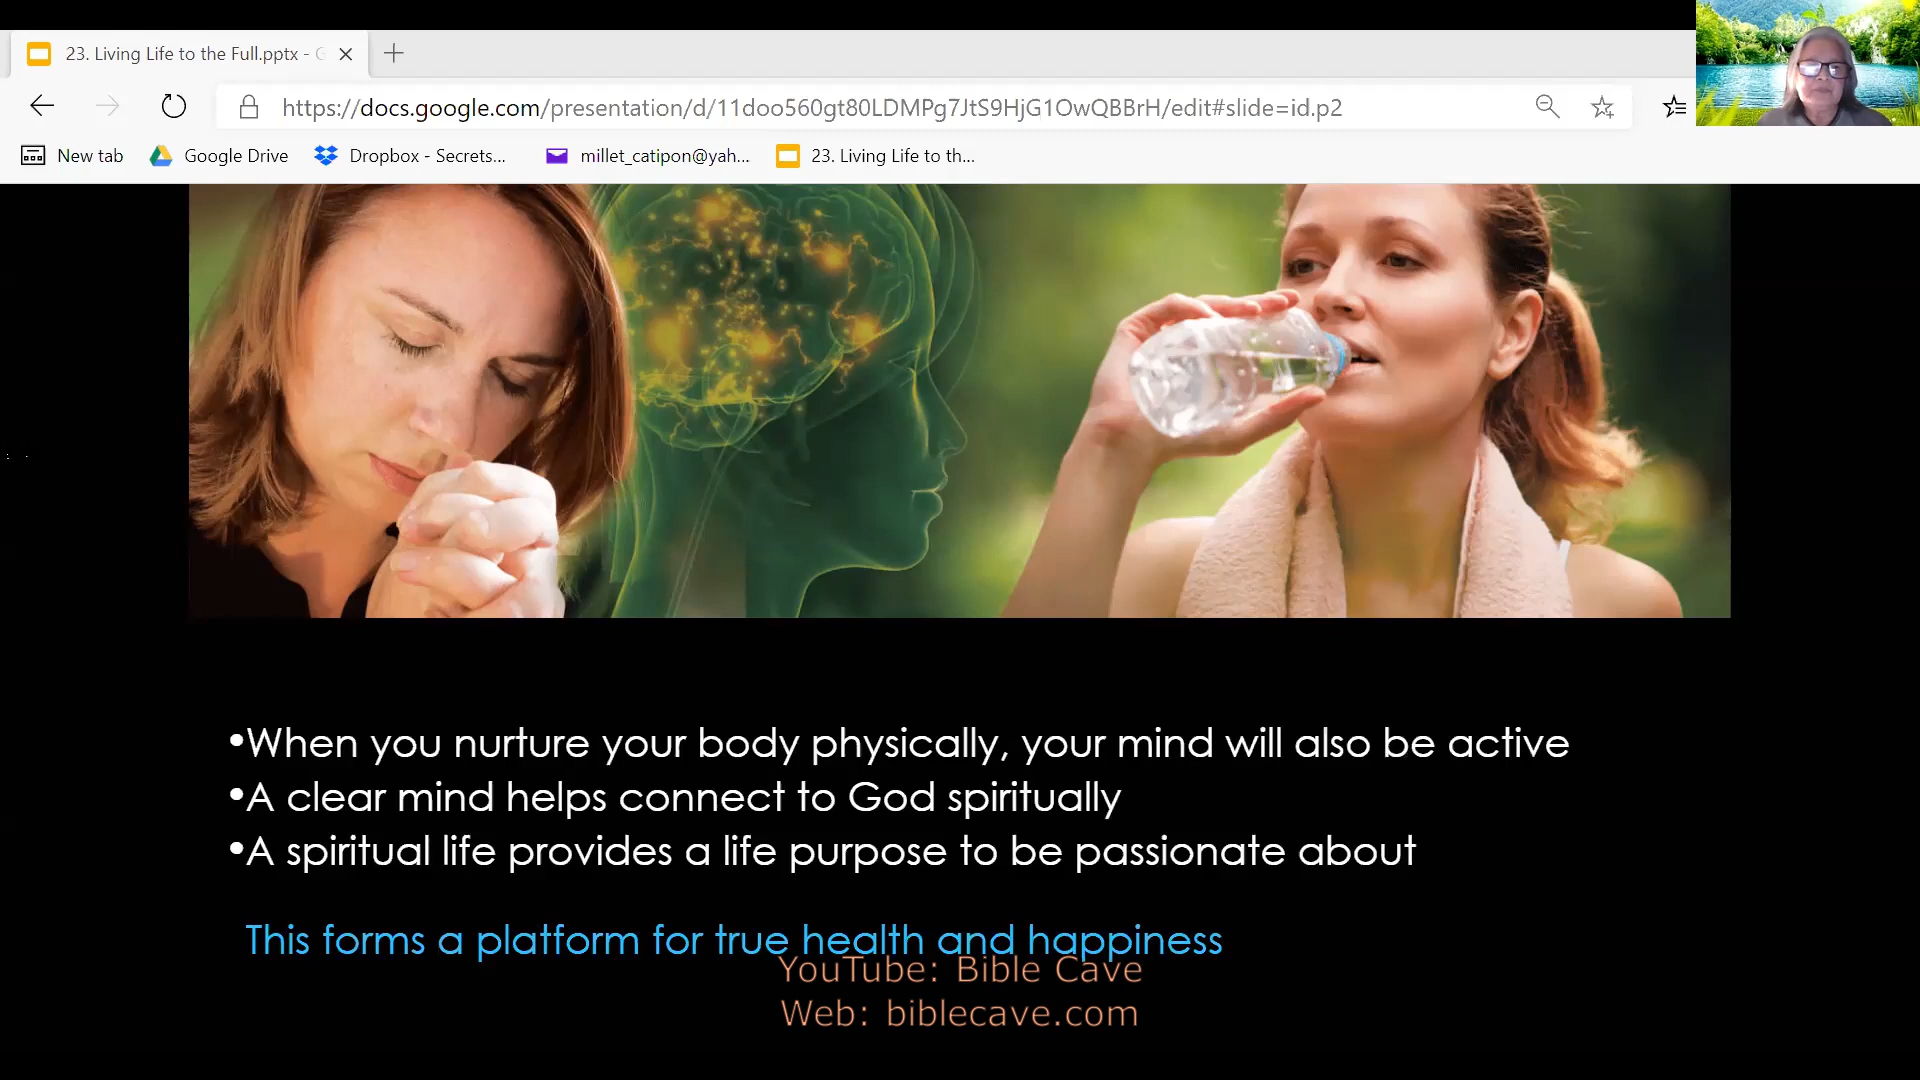 23. Living Life to the Full.pptx - G
https://docs.google.com/presentation/d/11doo560gt80LDMPg7JtS9HjG1OwQBBrH/edit#slide=id.p2
New tab
Google Drive
Dropbox - Secrets...
millet_catipon@yah...
23. Living Life to th...
•When you nurture your body physically, your mind will also be active
•A clear mind helps connect to God spiritually
•A spiritual life provides a life purpose to be passionate about
This forms a platform for true health and happiness
YouTube: Bible Cave
Web: biblecave.com